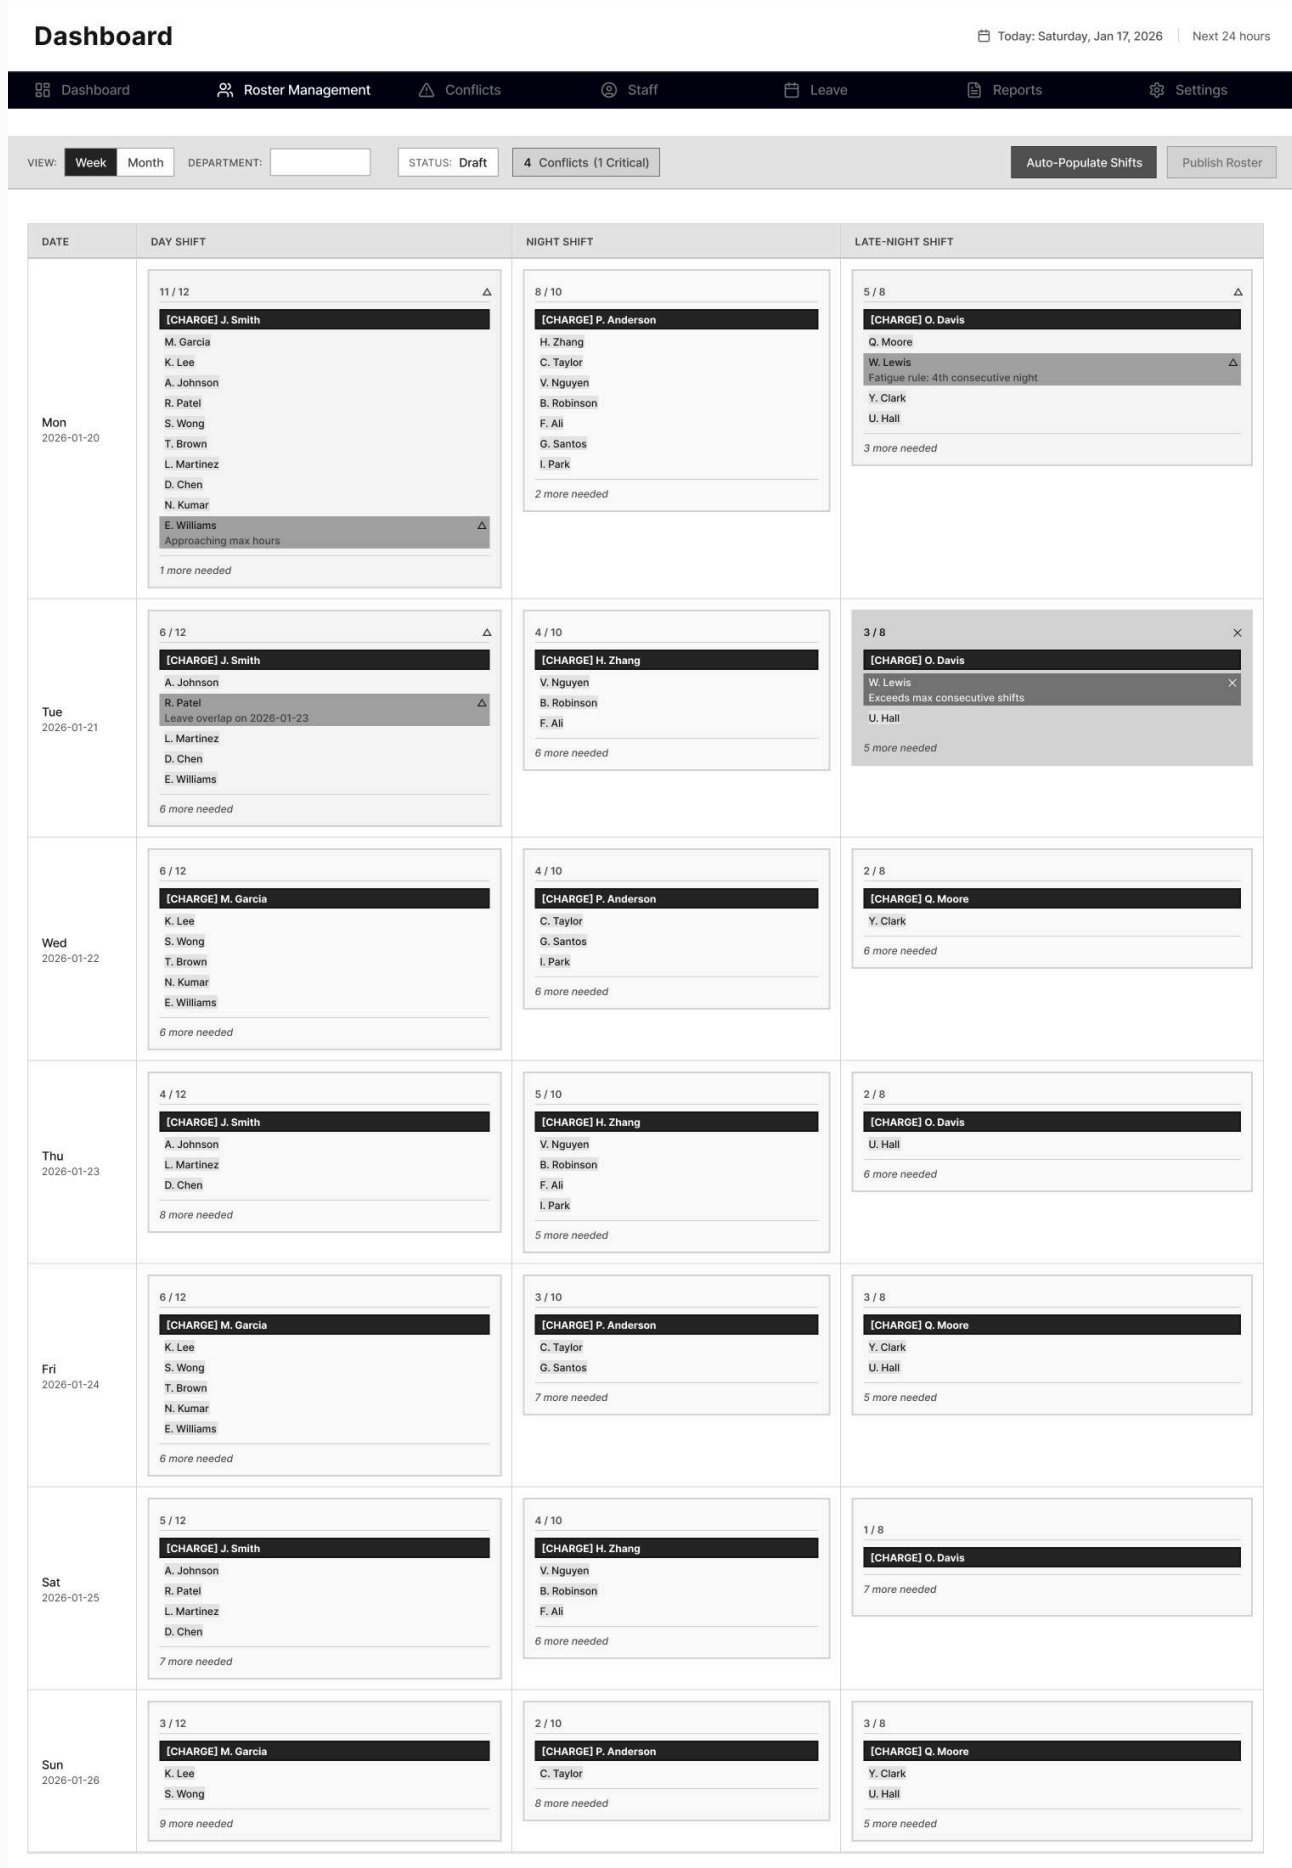 Dashboard
Today: Saturday, Jan 17, 2026
Next 24 hours
Dashboard
Roster Management
Conflicts
Staff
Leave
Reports
Settings
VIEW:
Week
Month
DEPARTMENT:
STATUS: Draft
4 Conflicts (1 Critical)
Auto-Populate Shifts
Publish Roster
DATE
DAY SHIFT
NIGHT SHIFT
LATE-NIGHT SHIFT
Mon
2026-01-20
11 / 12
[CHARGE] J. Smith
M. Garcia
K. Lee
A. Johnson
R. Patel
S. Wong
T. Brown
L. Martinez
D. Chen
N. Kumar
E. Williams
Approaching max hours
1 more needed
8 / 10
[CHARGE] P. Anderson
H. Zhang
C. Taylor
V. Nguyen
B. Robinson
F. Ali
G. Santos
I. Park
2 more needed
5 / 8
[CHARGE] O. Davis
Q. Moore
W. Lewis
Fatigue rule: 4th consecutive night
Y. Clark
U. Hall
3 more needed
Tue
2026-01-21
6 / 12
[CHARGE] J. Smith
A. Johnson
R. Patel
Leave overlap on 2026-01-23
L. Martinez
D. Chen
E. Williams
6 more needed
4 / 10
[CHARGE] H. Zhang
V. Nguyen
B. Robinson
F. Ali
6 more needed
3 / 8
[CHARGE] O. Davis
W. Lewis
Exceeds max consecutive shifts
U. Hall
5 more needed
Wed
2026-01-22
6 / 12
[CHARGE] M. Garcia
K. Lee
S. Wong
T. Brown
N. Kumar
E. Williams
6 more needed
4 / 10
[CHARGE] P. Anderson
C. Taylor
G. Santos
I. Park
6 more needed
2 / 8
[CHARGE] Q. Moore
Y. Clark
6 more needed
Thu
2026-01-23
4 / 12
[CHARGE] J. Smith
A. Johnson
L. Martinez
D. Chen
8 more needed
5 / 10
[CHARGE] H. Zhang
V. Nguyen
B. Robinson
F. Ali
I. Park
5 more needed
2 / 8
[CHARGE] O. Davis
U. Hall
6 more needed
Fri
2026-01-24
6 / 12
[CHARGE] M. Garcia
K. Lee
S. Wong
T. Brown
N. Kumar
E. Williams
6 more needed
3 / 10
[CHARGE] P. Anderson
C. Taylor
G. Santos
7 more needed
3 / 8
[CHARGE] Q. Moore
Y. Clark
U. Hall
5 more needed
Sat
2026-01-25
5 / 12
[CHARGE] J. Smith
A. Johnson
R. Patel
L. Martinez
D. Chen
7 more needed
4 / 10
[CHARGE] H. Zhang
V. Nguyen
B. Robinson
F. Ali
6 more needed
1 / 8
[CHARGE] O. Davis
7 more needed
Sun
2026-01-26
3 / 12
[CHARGE] M. Garcia
K. Lee
S. Wong
9 more needed
2 / 10
[CHARGE] P. Anderson
C. Taylor
8 more needed
3 / 8
[CHARGE] Q. Moore
Y. Clark
U. Hall
5 more needed